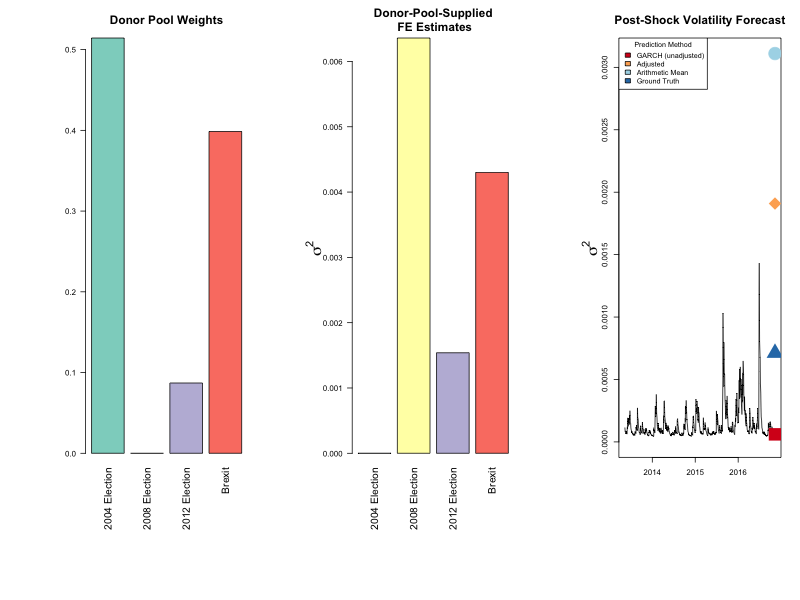 Donor Pool Weights
0.5
0.4
0.3
0.2
0.1
0.0
2004 Election
2008 Election
2012 Election
Brexit
Donor-Pool-Supplied
FE Estimates
σ²
0.006
0.005
0.004
0.003
0.002
0.001
0.000
2004 Election
2008 Election
2012 Election
Brexit
Post-Shock Volatility Forecast
Prediction Method
GARCH (unadjusted)
Adjusted
Arithmetic Mean
Ground Truth
σ²
0.0030
0.0025
0.0020
0.0015
0.0010
0.0005
0.0000
2014
2015
2016